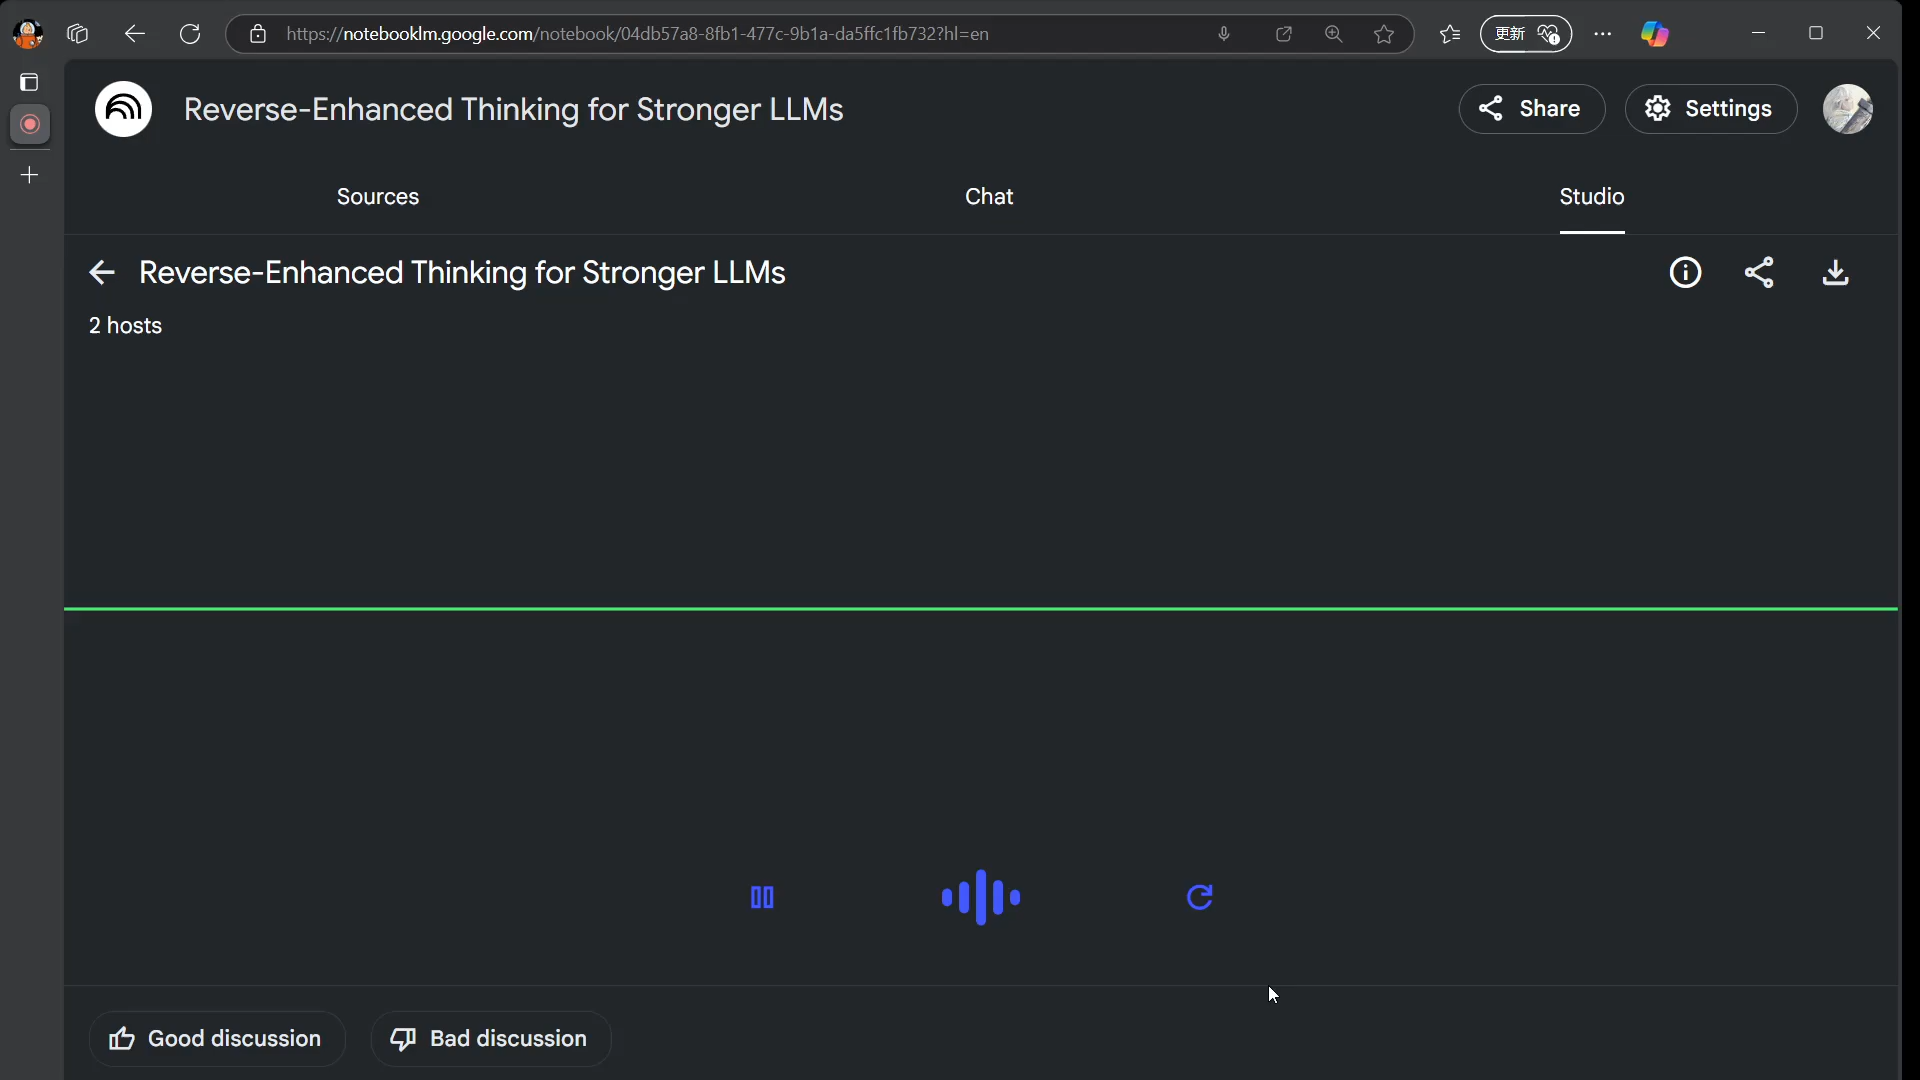 https://notebooklm.google.com/notebook/04db57a8-8fb1-477c-9b1a-da5ffc1fb732?hl=en
更新
Reverse-Enhanced Thinking for Stronger LLMs
Share
Settings
Sources
Chat
Studio
Reverse-Enhanced Thinking for Stronger LLMs
2 hosts
Good discussion
Bad discussion